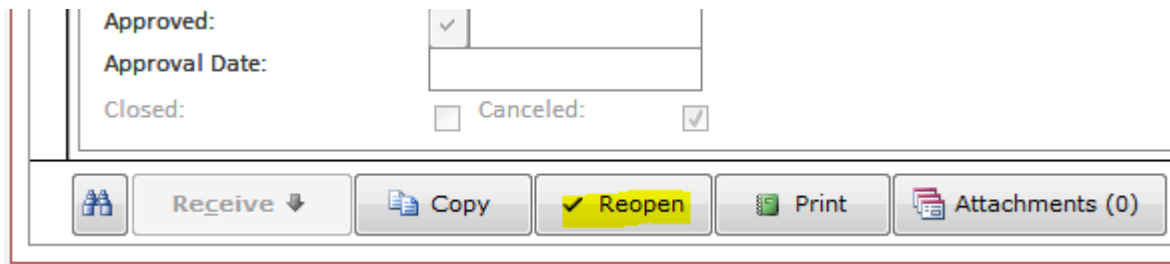 Approved:
Approval Date:
Closed: Canceled:
Receive Copy Reopen Print Attachments (0)